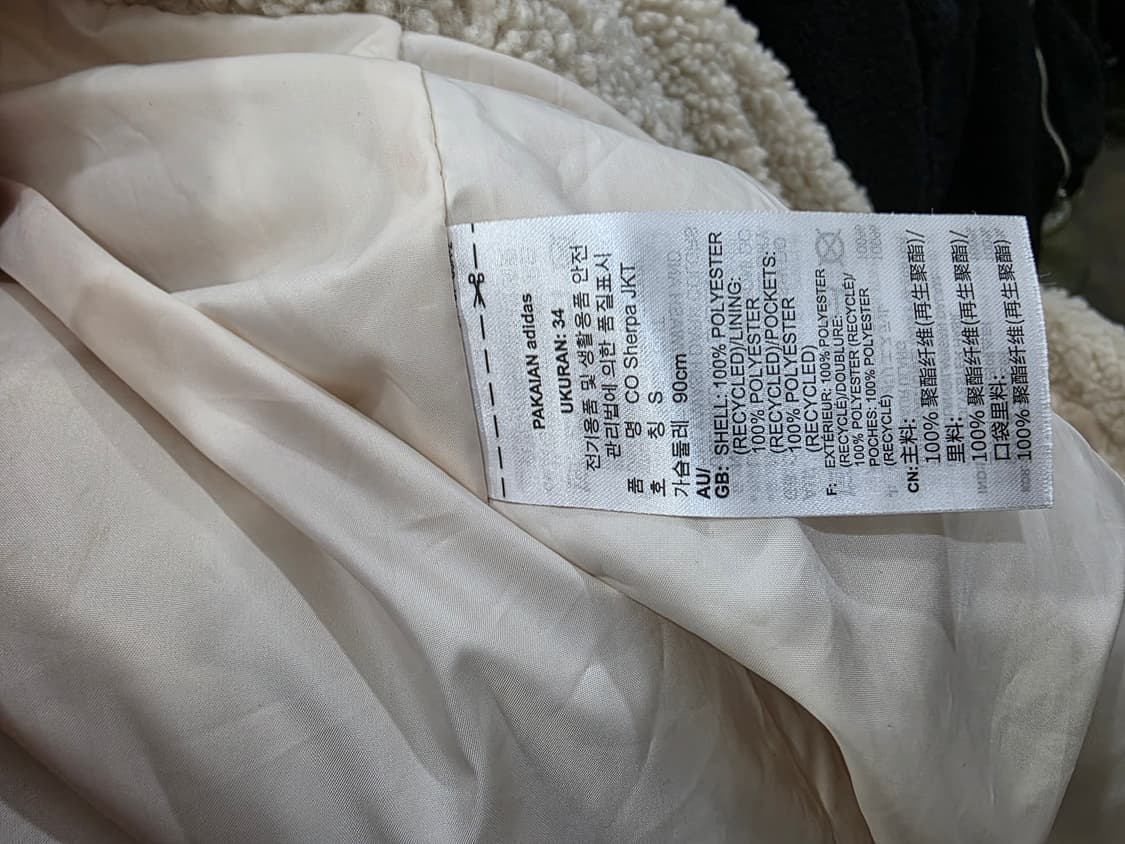 PAKAIAN adidas
UKURAN: 34
전기용품 및 생활용품 안전
관리법에 의한 품질표시
품 명 CO Sherpa JKT
호 칭 S
가슴둘레 90cm
AU/
GB: SHELL: 100% POLYESTER
(RECYCLED)/LINING:
100% POLYESTER
(RECYCLED)/POCKETS:
100% POLYESTER
(RECYCLED)
F: EXTÉRIEUR: 100% POLYESTER
(RECYCLE)/DOUBLURE:
100% POLYESTER (RECYCLE)/
POCHES: 100% POLYESTER
(RECYCLE)
CN: 主料:
100% 聚酯纤维(再生聚酯)/
里料:
100% 聚酯纤维(再生聚酯)/
口袋里料:
100% 聚酯纤维(再生聚酯)